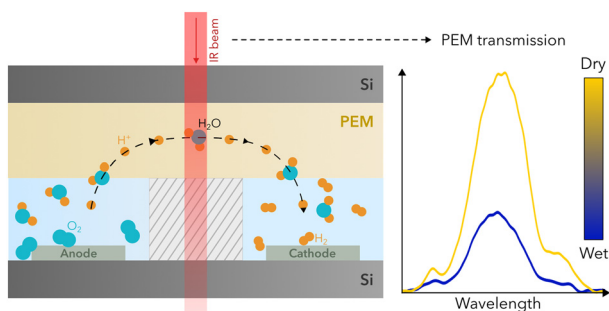 IR beam
PEM transmission
Dry
Si
H₂O
PEM
H⁺
O₂
H₂
Anode
Cathode
Si
Wet
Wavelength